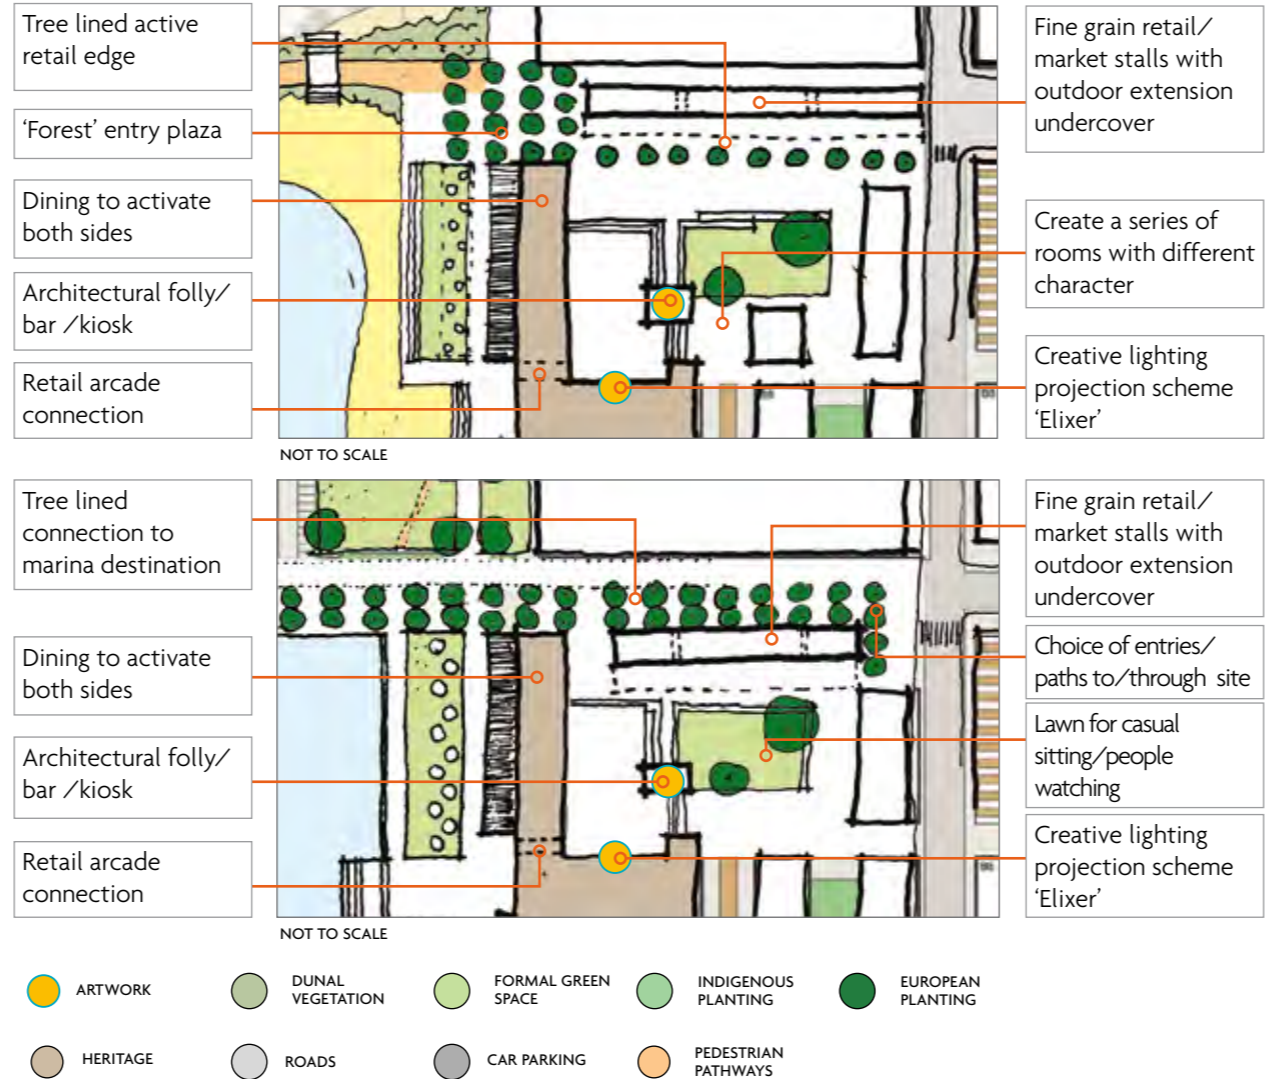 Tree lined active
retail edge
'Forest' entry plaza
Dining to activate
both sides
Architectural folly/
bar /kiosk
Retail arcade
connection
Fine grain retail/
market stalls with
outdoor extension
undercover
Create a series of
rooms with different
character
Creative lighting
projection scheme
'Elixer'
NOT TO SCALE
Tree lined
connection to
marina destination
Dining to activate
both sides
Architectural folly/
bar /kiosk
Retail arcade
connection
Fine grain retail/
market stalls with
outdoor extension
undercover
Choice of entries/
paths to/through site
Lawn for casual
sitting/people
watching
Creative lighting
projection scheme
'Elixer'
NOT TO SCALE
ARTWORK
DUNAL
VEGETATION
FORMAL GREEN
SPACE
INDIGENOUS
PLANTING
EUROPEAN
PLANTING
HERITAGE
ROADS
CAR PARKING
PEDESTRIAN
PATHWAYS